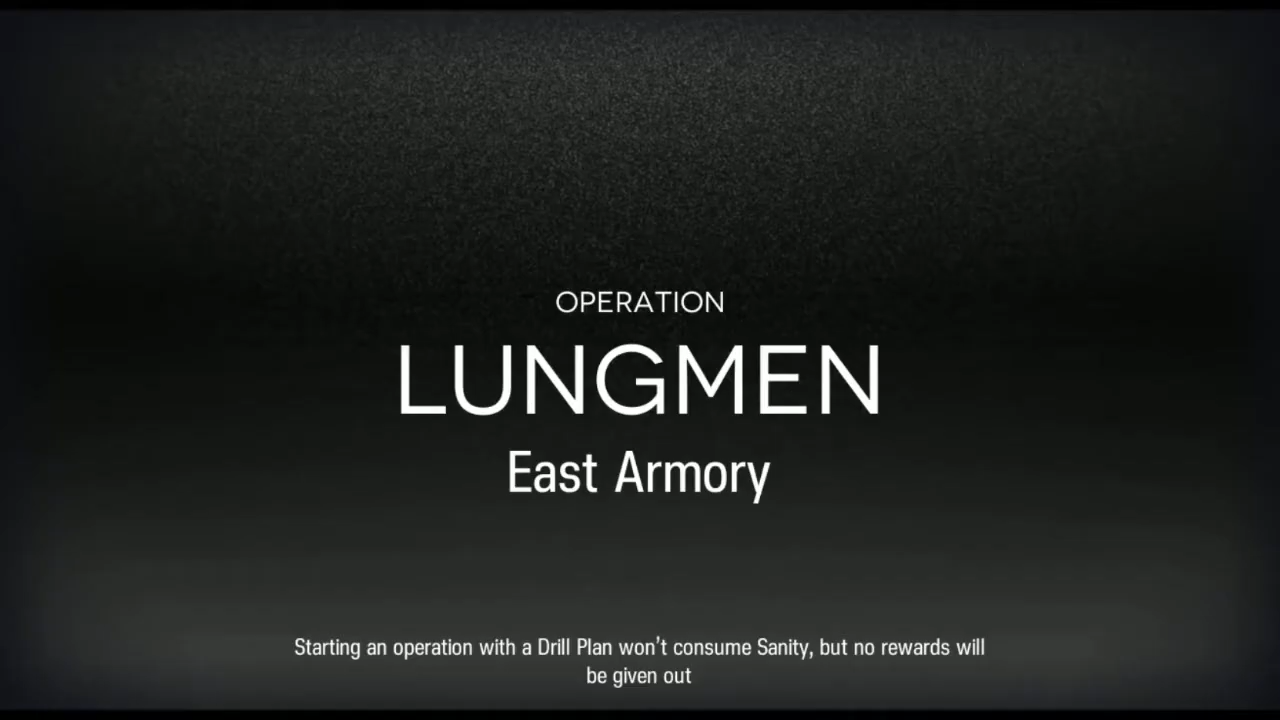 OPERATION
LUNGMEN
East Armory
Starting an operation with a Drill Plan won't consume Sanity, but no rewards will
be given out